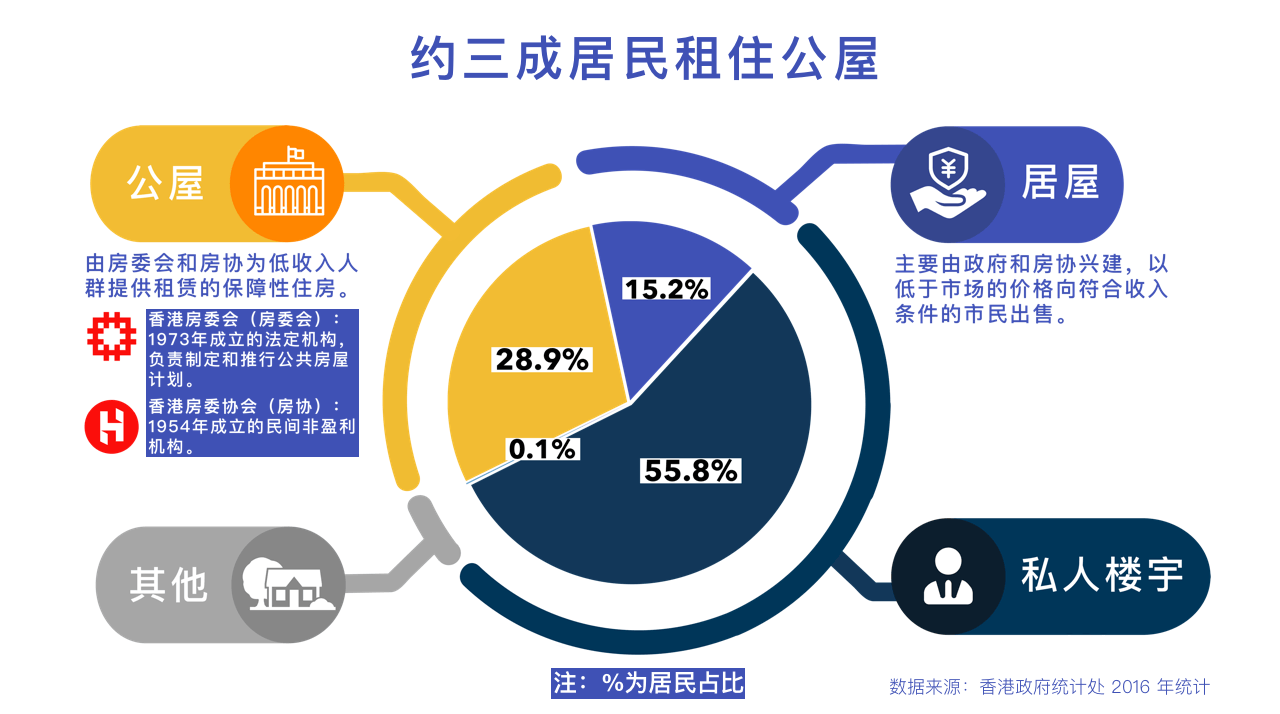 约三成居民租住公屋
公屋
由房委会和房协为低收入人
群提供租赁的保障性住房。
香港房委会（房委会）：
1973年成立的法定机构，
负责制定和推行公共房屋
计划。
香港房委协会（房协）：
1954年成立的民间非盈利
机构。
居屋
主要由政府和房协兴建，以
低于市场的价格向符合收入
条件的市民出售。
15.2%
28.9%
0.1%
55.8%
其他
私人楼宇
注：%为居民占比
数据来源：香港政府统计处 2016 年统计